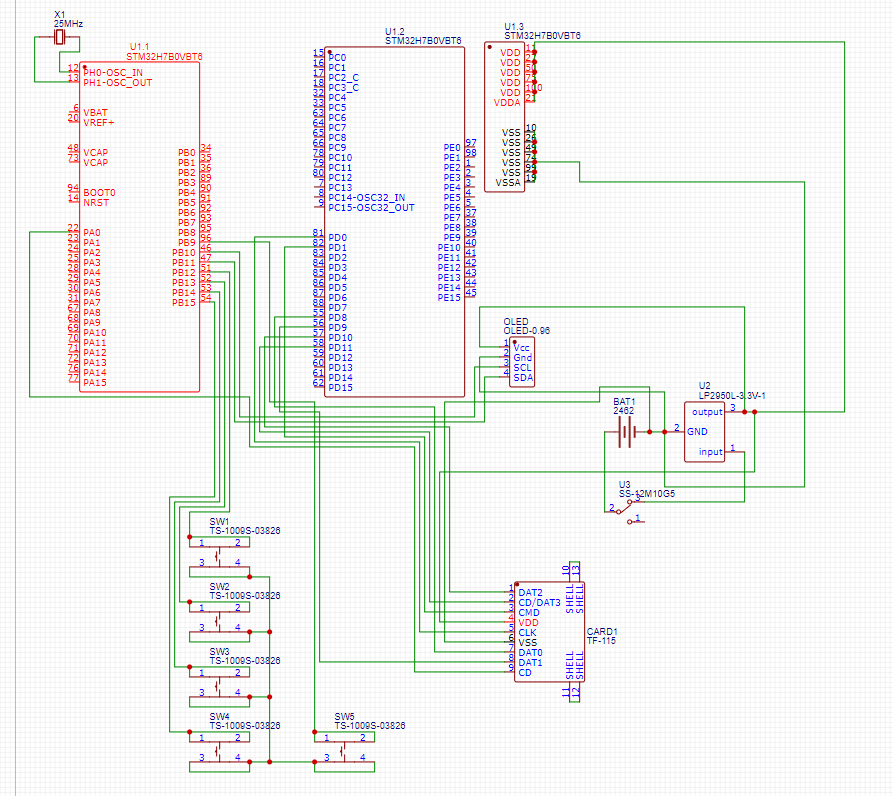 X1
25MHz
U1.1
STM32H7B0VBT6
12 PH0-OSC_IN
13 PH1-OSC_OUT
6 VBAT
20 VREF+
48 VCAP
73 VCAP
94 BOOT0
14 NRST
22 PA0
23 PA1
24 PA2
25 PA3
28 PA4
29 PA5
30 PA6
31 PA7
67 PA8
68 PA9
69 PA10
70 PA11
71 PA12
72 PA13
76 PA14
77 PA15
PB0 34
PB1 35
PB2 36
PB3 89
PB4 90
PB5 91
PB6 92
PB7 93
PB8 95
PB9 96
PB10 46
PB11 47
PB12 51
PB13 52
PB14 53
PB15 54
U1.2
STM32H7B0VBT6
15 PC0
16 PC1
17 PC2_C
18 PC3_C
32 PC4
33 PC5
63 PC6
64 PC7
65 PC8
66 PC9
78 PC10
79 PC11
80 PC12
7 PC13
8 PC14-OSC32_IN
9 PC15-OSC32_OUT
81 PD0
82 PD1
83 PD2
84 PD3
85 PD4
86 PD5
87 PD6
88 PD7
55 PD8
56 PD9
57 PD10
58 PD11
59 PD12
60 PD13
61 PD14
62 PD15
PE0 97
PE1 98
PE2 1
PE3 2
PE4 3
PE5 4
PE6 5
PE7 37
PE8 38
PE9 39
PE10 40
PE11 41
PE12 42
PE13 43
PE14 44
PE15 45
U1.3
STM32H7B0VBT6
VDD
VDD
VDD
VDD
VDD 100
VDDA 21
VSS 10
VSS
VSS 49
VSS 74
VSS 99
VSSA 19
OLED
OLED-0.96
1 Vcc
2 Gnd
3 SCL
4 SDA
BAT1
2462
U2
LP2950L-3.3V-1
output 3
2 GND
input 1
U3
SS-12M10G5
3
2
1
SW1
TS-1009S-03826
1 2
3 4
SW2
TS-1009S-03826
1 2
3 4
SW3
TS-1009S-03826
1 2
3 4
SW4
TS-1009S-03826
1 2
3 4
SW5
TS-1009S-03826
1 2
3 4
10 13
SHELL SHELL
1 DAT2
2 CD/DAT3
3 CMD
4 VDD
5 CLK
6 VSS
7 DAT0
8 DAT1
9 CD
SHELL SHELL
11 12
CARD1
TF-115